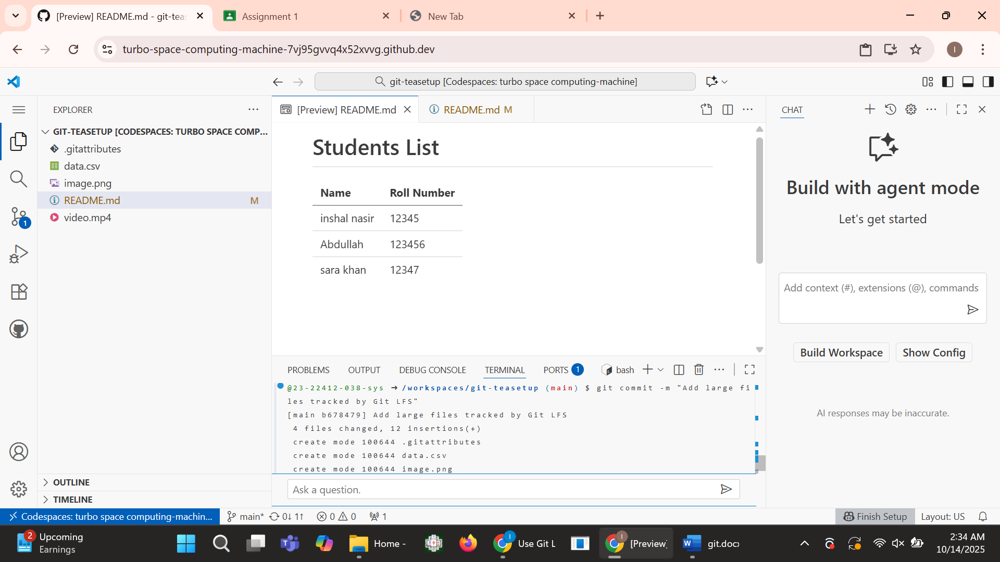 [Preview] README.md - git-teas
Assignment 1
New Tab
turbo-space-computing-machine-7vj95gvvq4x52xvvg.github.dev
I
git-teasetup [Codespaces: turbo space computing-machine]
EXPLORER
GIT-TEASETUP [CODESPACES: TURBO SPACE COMP...
.gitattributes
data.csv
image.png
README.md M
video.mp4
1
OUTLINE
TIMELINE
[Preview] README.md
README.md M
Students List
Name Roll Number
inshal nasir 12345
Abdullah 123456
sara khan 12347
PROBLEMS OUTPUT DEBUG CONSOLE TERMINAL PORTS 1
bash
@23-22412-038-sys ➜ /workspaces/git-teasetup (main) $ git commit -m "Add large fi
les tracked by Git LFS"
[main b678479] Add large files tracked by Git LFS
4 files changed, 12 insertions(+)
create mode 100644 .gitattributes
create mode 100644 data.csv
create mode 100644 image.png
Ask a question.
CHAT
Build with agent mode
Let's get started
Add context (#), extensions (@), commands
Build Workspace
Show Config
AI responses may be inaccurate.
Codespaces: turbo space computing-machin...
main* 0↓ 1↑ 0 0 1
Finish Setup
Layout: US
2
Upcoming
Earnings
Home -
I
Use Git L
I
[Preview]
W
git.docx
2:34 AM
10/14/2025